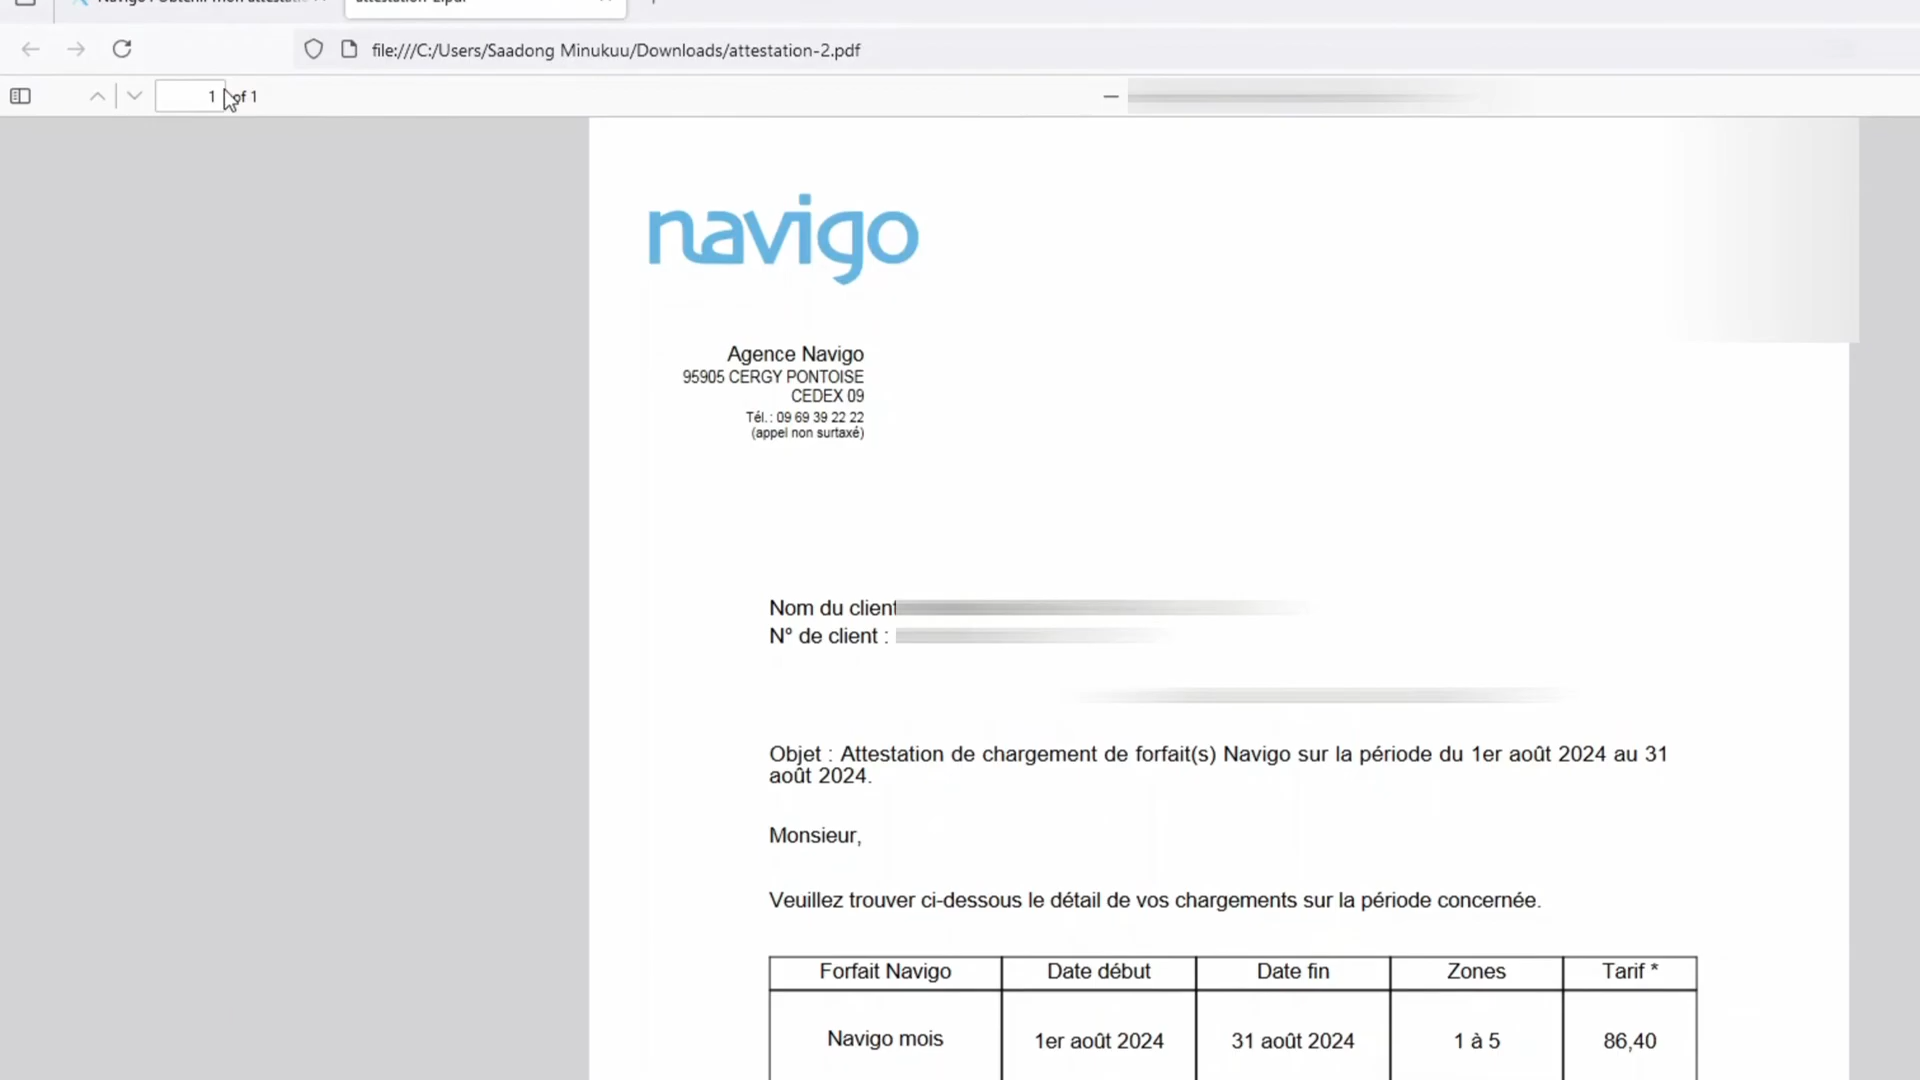 file:///C:/Users/Saadong Minukuu/Downloads/attestation-2.pdf
1 of 1
navigo
Agence Navigo
95905 CERGY PONTOISE
CEDEX 09
Tél.: 09 69 39 22 22
(appel non surtaxé)
Nom du client
N° de client :
Objet : Attestation de chargement de forfait(s) Navigo sur la période du 1er août 2024 au 31
août 2024.
Monsieur,
Veuillez trouver ci-dessous le détail de vos chargements sur la période concernée.
Forfait Navigo Date début Date fin Zones Tarif *
Navigo mois 1er août 2024 31 août 2024 1 à 5 86,40